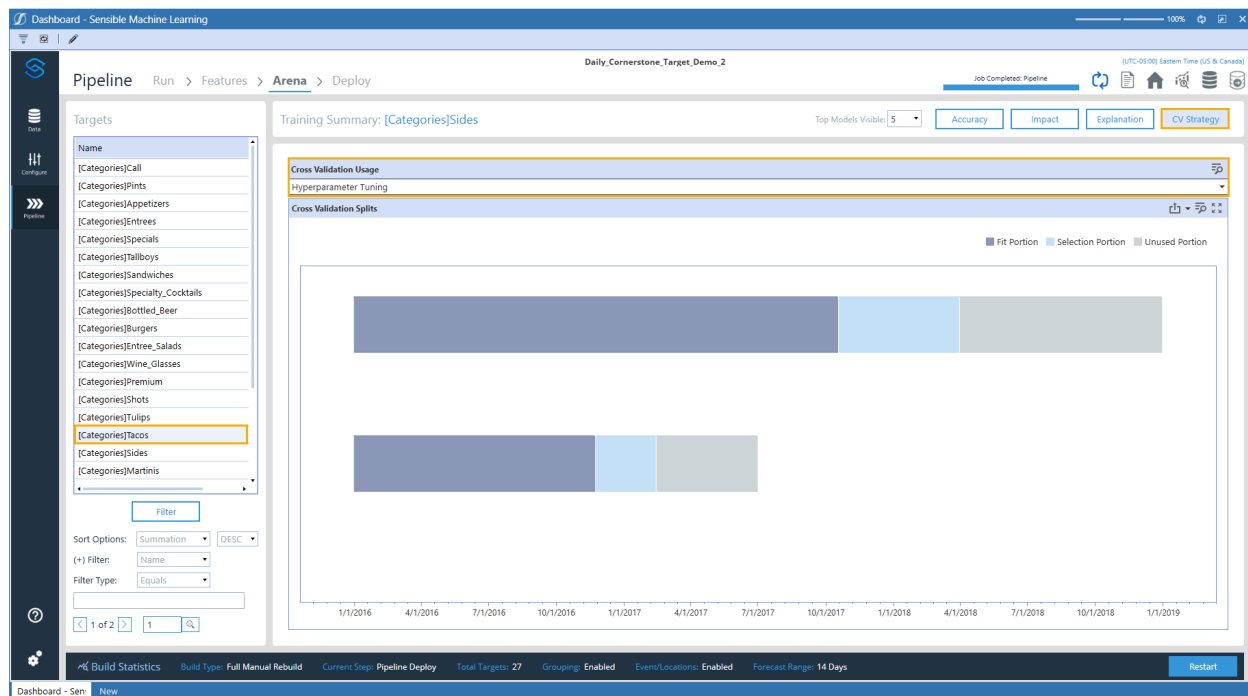 Dashboard - Sensible Machine Learning
100%
Daily_Cornerstone_Target_Demo_2
(UTC-05:00) Eastern Time (US & Canada)
Pipeline Run > Features > Arena > Deploy
Job Completed: Pipeline
Data
Configure
Pipeline
Targets
Name
[Categories]Call
[Categories]Pints
[Categories]Appetizers
[Categories]Entrees
[Categories]Specials
[Categories]Tallboys
[Categories]Sandwiches
[Categories]Specialty_Cocktails
[Categories]Bottled_Beer
[Categories]Burgers
[Categories]Entree_Salads
[Categories]Wine_Glasses
[Categories]Premium
[Categories]Shots
[Categories]Tulips
[Categories]Tacos
[Categories]Sides
[Categories]Martinis
Filter
Sort Options: Summation DESC
(+) Filter: Name
Filter Type: Equals
1 of 2 1
Training Summary: [Categories]Sides
Top Models Visible: 5 Accuracy Impact Explanation CV Strategy
Cross Validation Usage
Hyperparameter Tuning
Cross Validation Splits
Fit Portion Selection Portion Unused Portion
1/1/2016 4/1/2016 7/1/2016 10/1/2016 1/1/2017 4/1/2017 7/1/2017 10/1/2017 1/1/2018 4/1/2018 7/1/2018 10/1/2018 1/1/2019
Build Statistics Build Type: Full Manual Rebuild Current Step: Pipeline Deploy Total Targets: 27 Grouping: Enabled Event/Locations: Enabled Forecast Range: 14 Days Restart
Dashboard - Sen: New